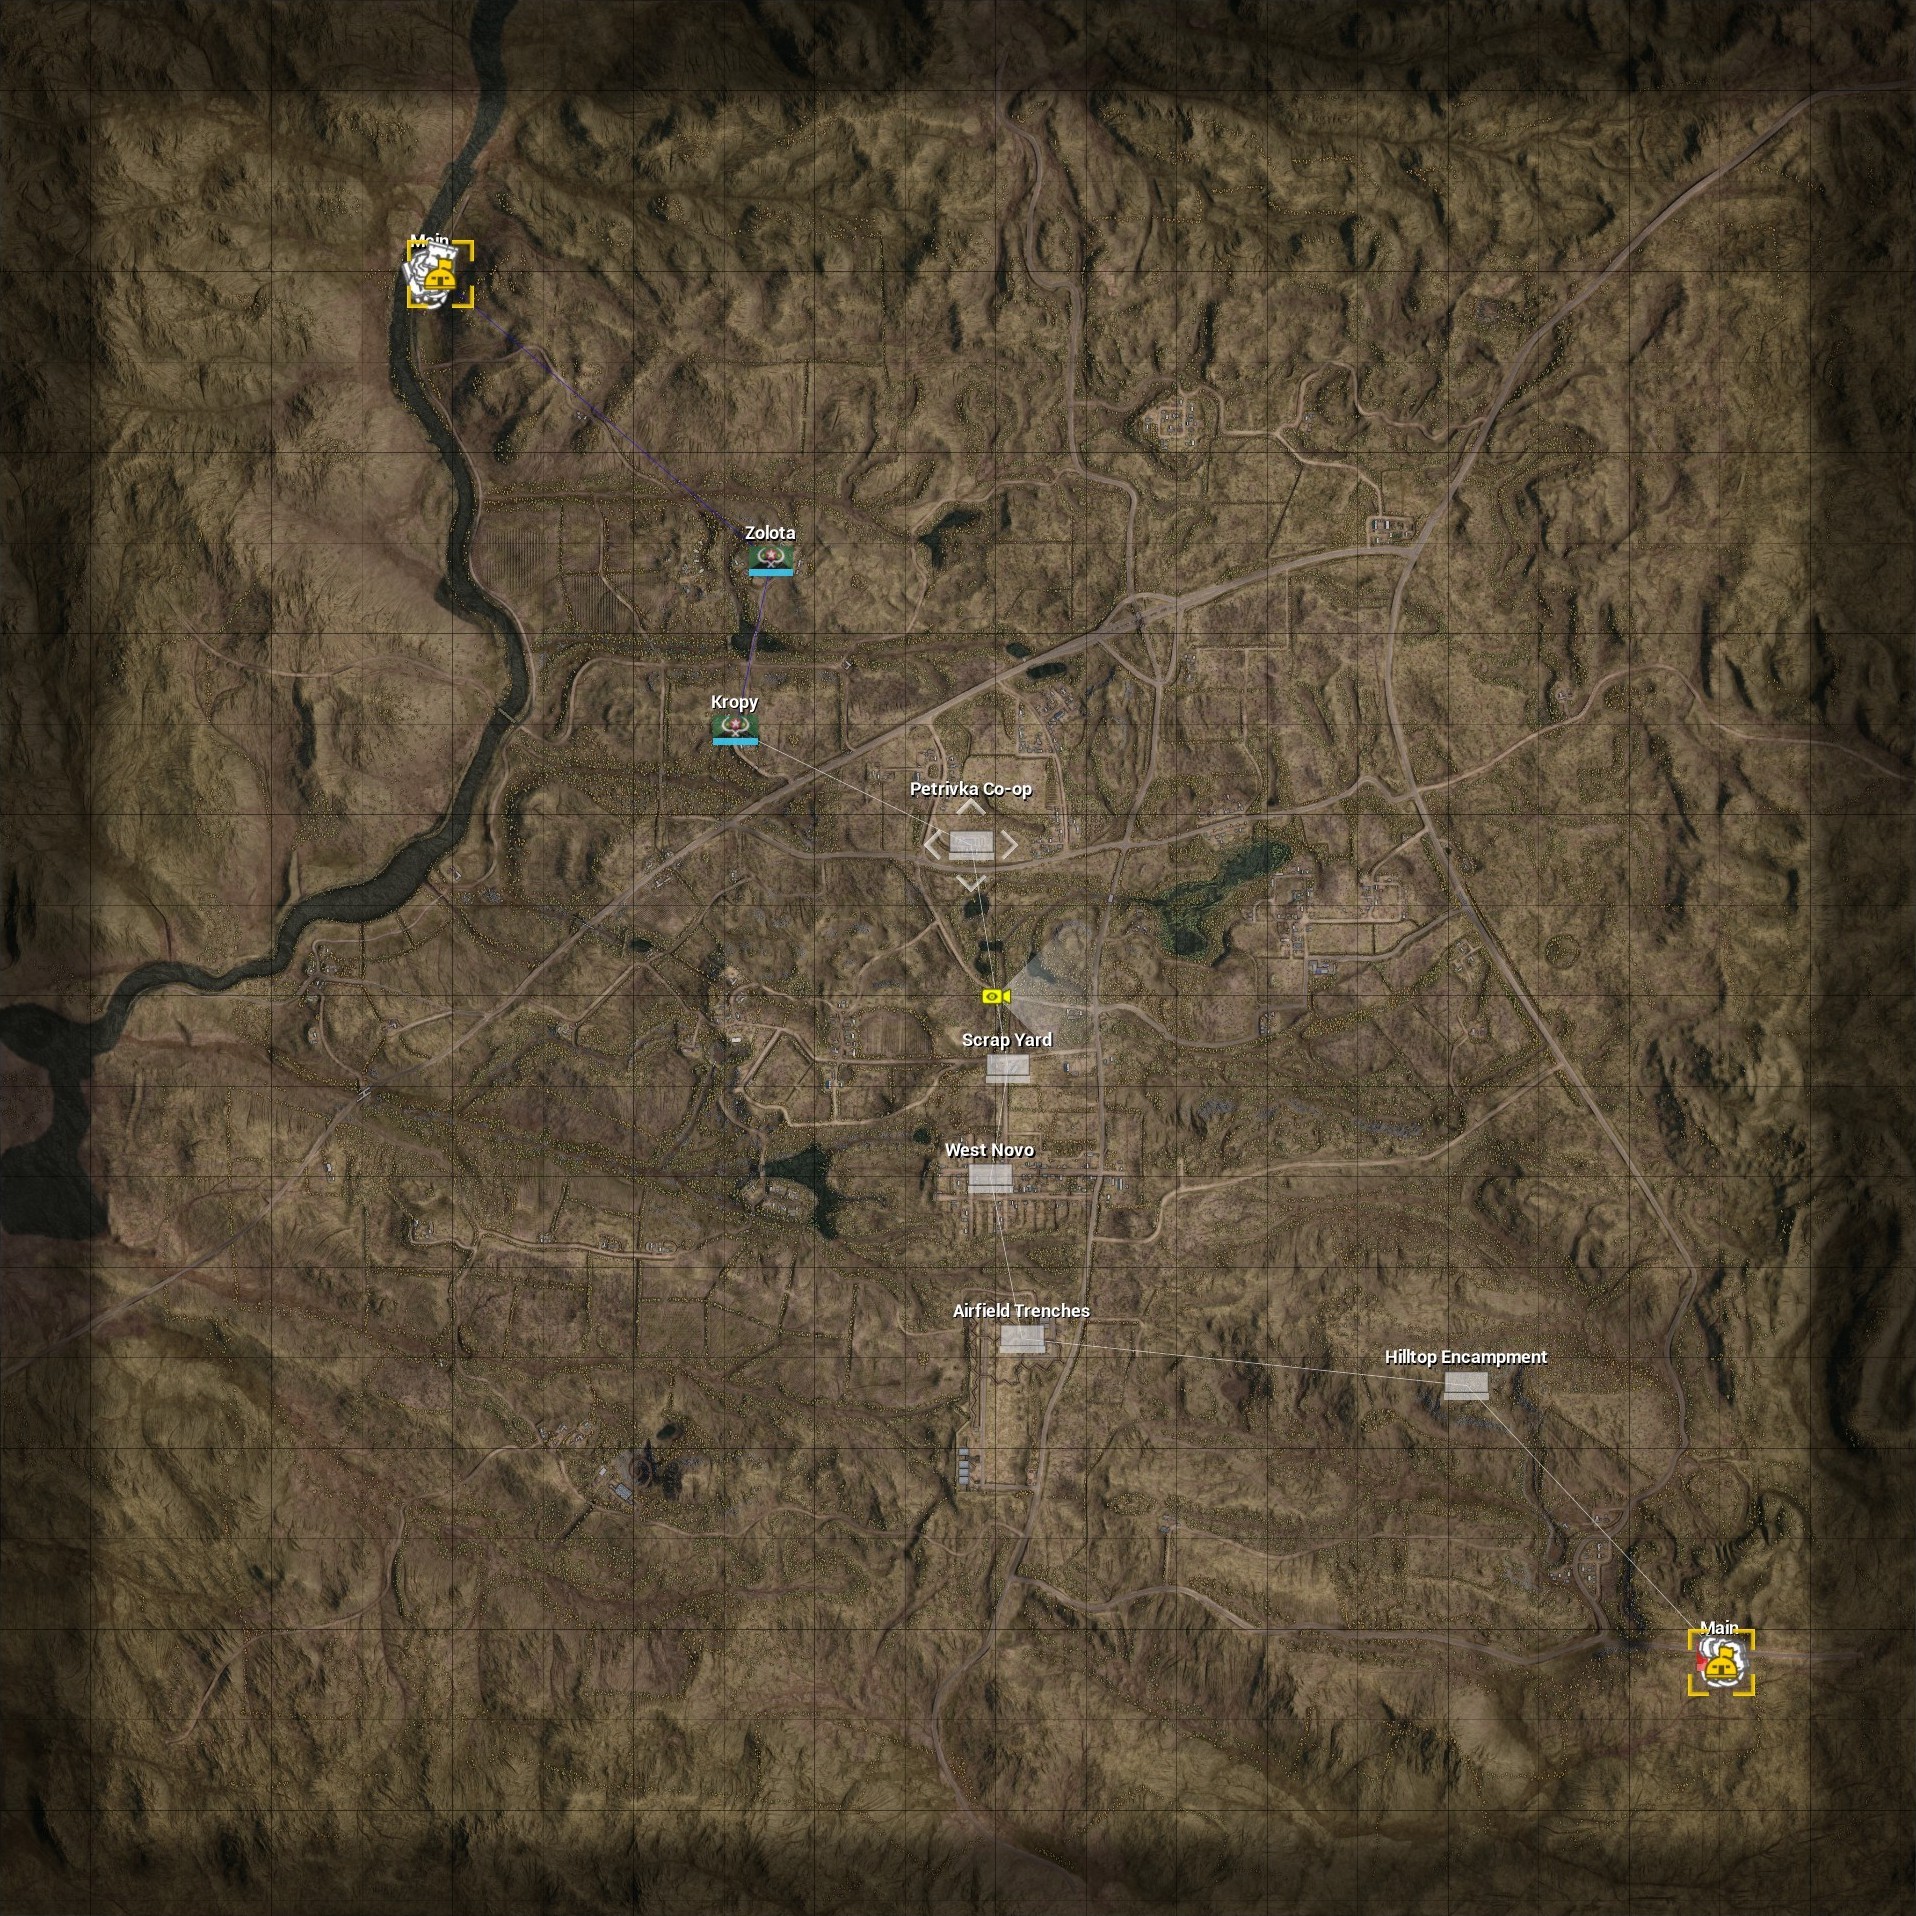 Main
Zolota
Kropy
Petrivka Co-op
Scrap Yard
West Novo
Airfield Trenches
Hilltop Encampment
Main